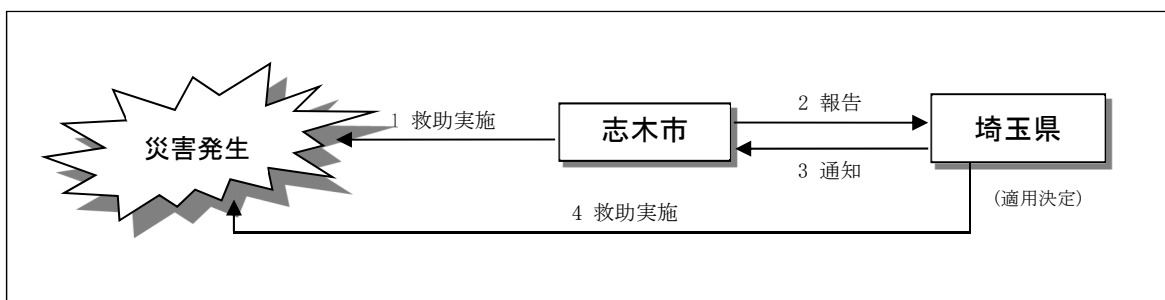 災害発生
1 救助実施
志木市
2 報告
3 通知
埼玉県
(適用決定)
4 救助実施